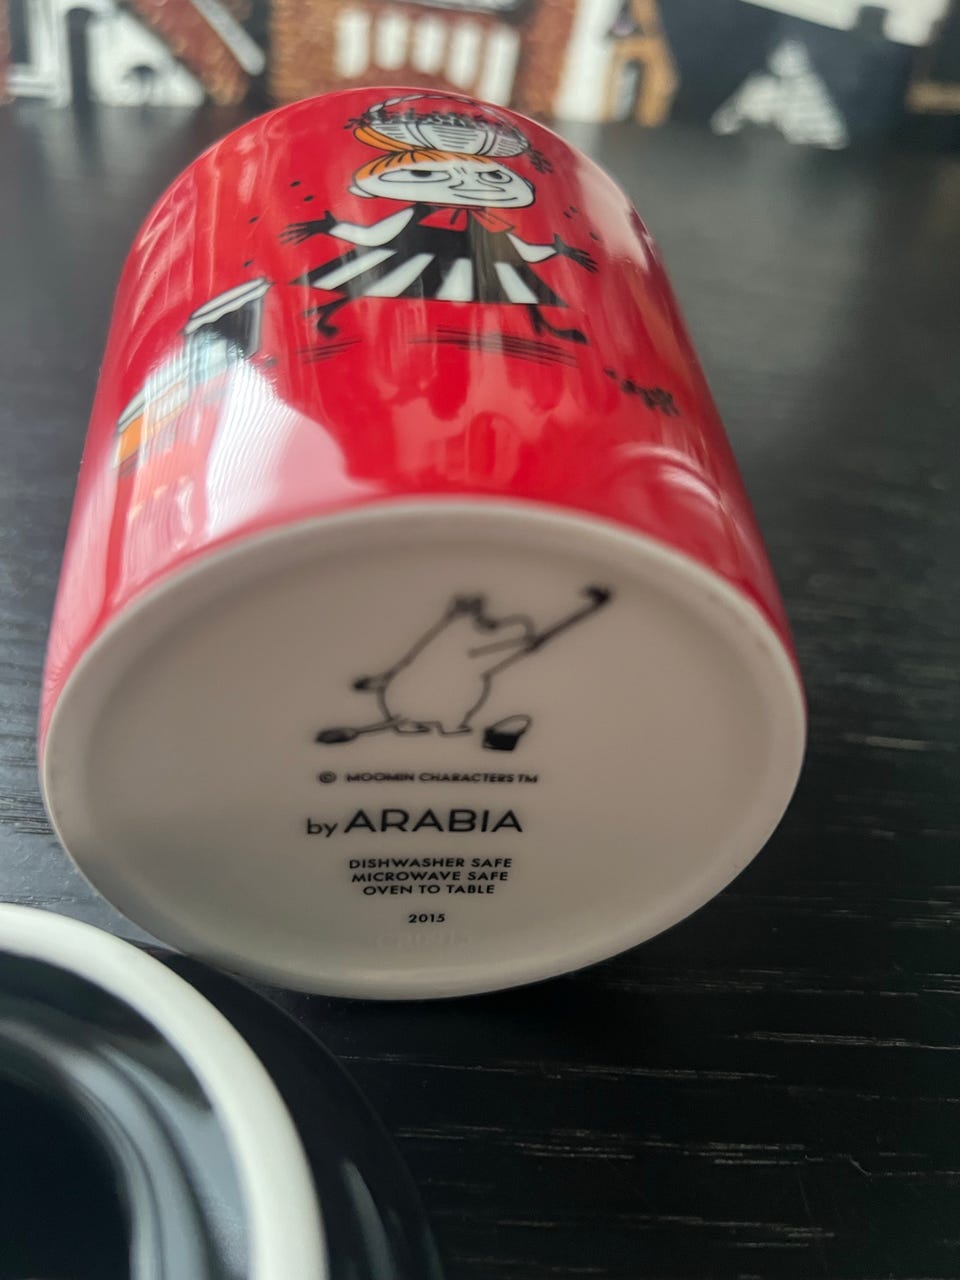 © MOOMIN CHARACTERS TM
by ARABIA
DISHWASHER SAFE
MICROWAVE SAFE
OVEN TO TABLE
2015